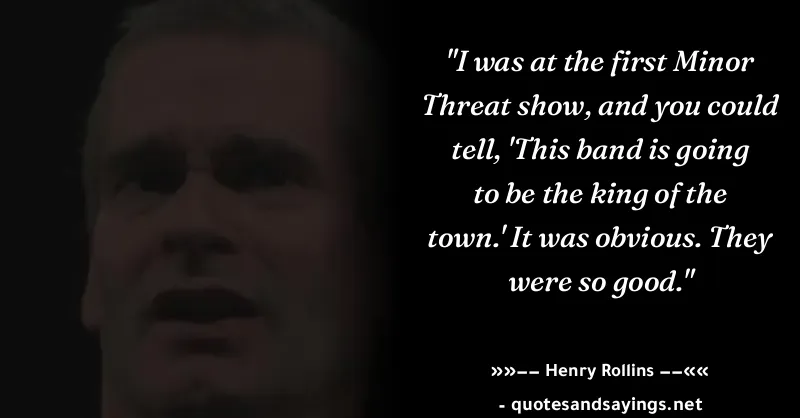 "I was at the first Minor
Threat show, and you could
tell, 'This band is going
to be the king of the
town.' It was obvious. They
were so good."
»»–– Henry Rollins ––««
- quotesandsayings.net